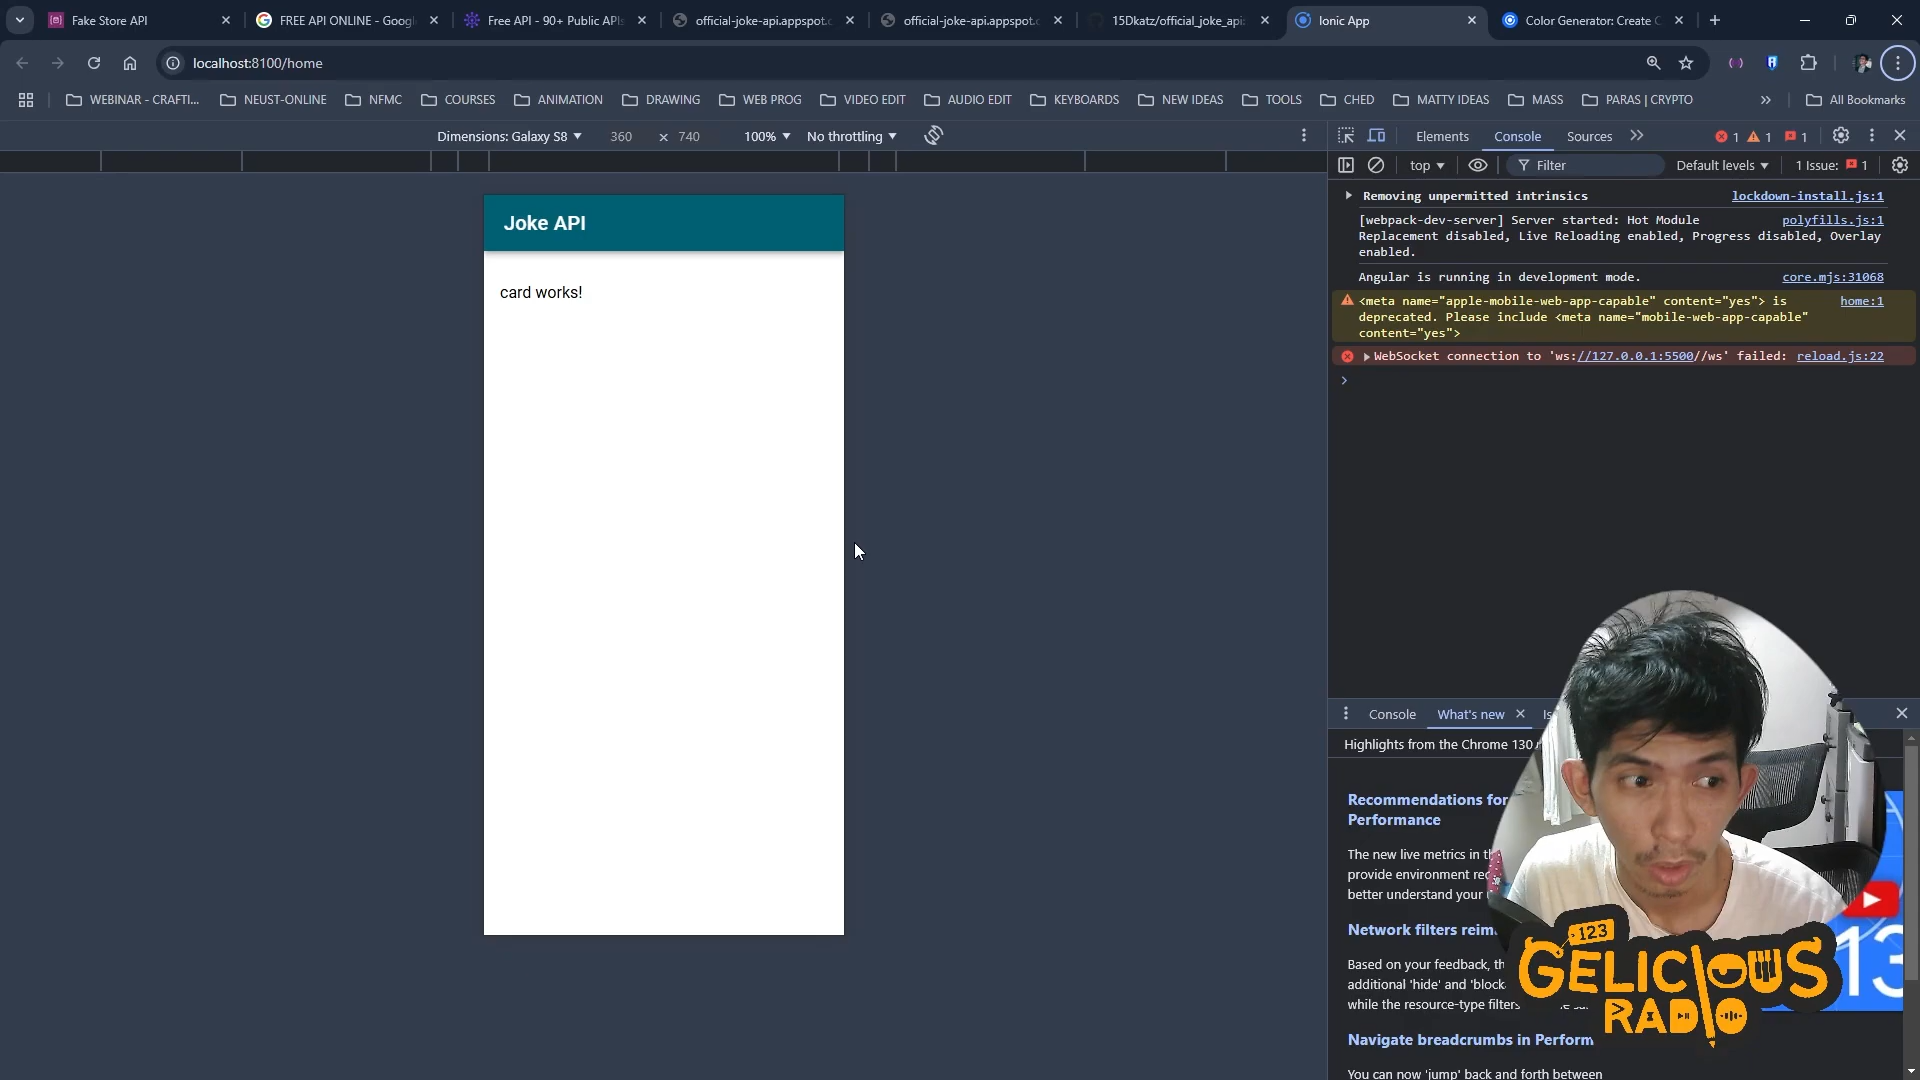 Fake Store API
FREE API ONLINE - Googl
Free API - 90+ Public APIs
official-joke-api.appspot.c
official-joke-api.appspot.c
15Dkatz/official_joke_api:
Ionic App
Color Generator: Create C
localhost:8100/home
WEBINAR - CRAFTI...
NEUST-ONLINE
NFMC
COURSES
ANIMATION
DRAWING
WEB PROG
VIDEO EDIT
AUDIO EDIT
KEYBOARDS
NEW IDEAS
TOOLS
CHED
MATTY IDEAS
MASS
PARAS | CRYPTO
All Bookmarks
Dimensions: Galaxy S8
360
740
100%
No throttling
Elements
Console
Sources
1
1
1
top
Filter
Default levels
1 Issue:
1
Joke API
card works!
Removing unpermitted intrinsics
lockdown-install.js:1
[webpack-dev-server] Server started: Hot Module
polyfills.js:1
Replacement disabled, Live Reloading enabled, Progress disabled, Overlay
enabled.
Angular is running in development mode.
core.mjs:31068
<meta name="apple-mobile-web-app-capable" content="yes"> is
home:1
deprecated. Please include <meta name="mobile-web-app-capable"
content="yes">
WebSocket connection to 'ws://127.0.0.1:5500//ws' failed:
reload.js:22
Console
What's new
Is
Highlights from the Chrome 130
Recommendations for
Performance
The new live metrics in th
provide environment rec
better understand your
Network filters reim
Based on your feedback, th
additional 'hide' and 'block
while the resource-type filters
Navigate breadcrumbs in Perform
You can now 'jump' back and forth between
123
GELICIOUS
RADIO
13